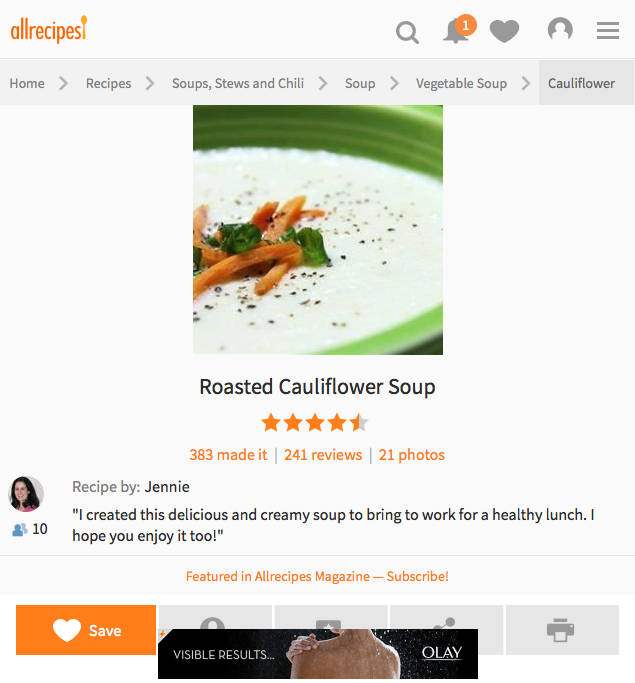 allrecipes
1
Home Recipes Soups, Stews and Chili Soup Vegetable Soup Cauliflower
Roasted Cauliflower Soup
383 made it | 241 reviews | 21 photos
Recipe by: Jennie
10
"I created this delicious and creamy soup to bring to work for a healthy lunch. I
hope you enjoy it too!"
Featured in Allrecipes Magazine — Subscribe!
Save
VISIBLE RESULTS... OLAY